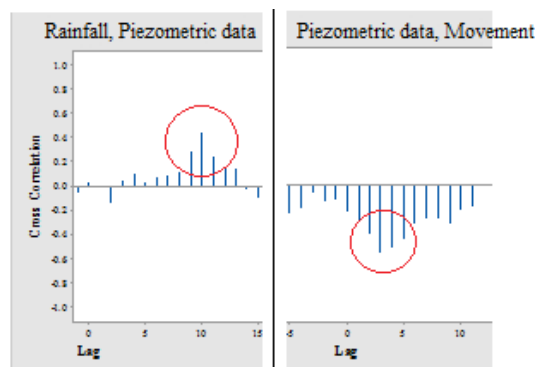 Rainfall, Piezometric data
1.0
0.8
0.6
0.4
0.2
0.0
-0.2
-0.4
-0.6
-0.8
-1.0
Cross Correlation
0 5 10 15
Lag
Piezometric data, Movement
-5 0 5 10
Lag